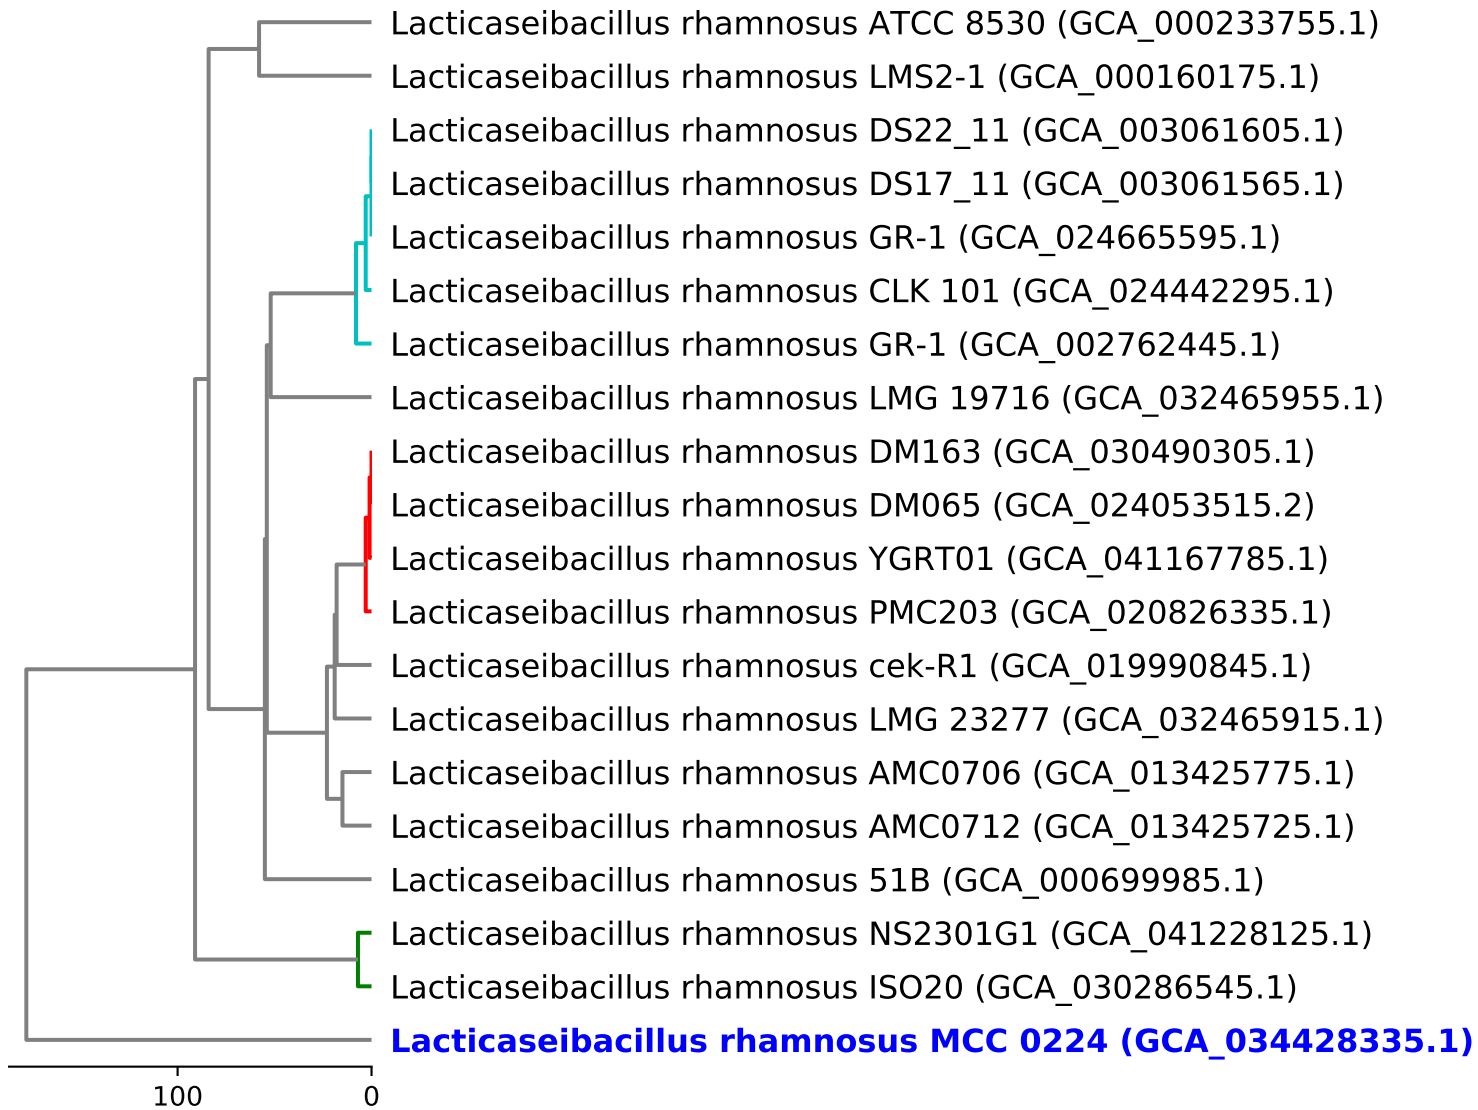 Lacticaseibacillus rhamnosus ATCC 8530 (GCA_000233755.1)
Lacticaseibacillus rhamnosus LMS2-1 (GCA_000160175.1)
Lacticaseibacillus rhamnosus DS22_11 (GCA_003061605.1)
Lacticaseibacillus rhamnosus DS17_11 (GCA_003061565.1)
Lacticaseibacillus rhamnosus GR-1 (GCA_024665595.1)
Lacticaseibacillus rhamnosus CLK 101 (GCA_024442295.1)
Lacticaseibacillus rhamnosus GR-1 (GCA_002762445.1)
Lacticaseibacillus rhamnosus LMG 19716 (GCA_032465955.1)
Lacticaseibacillus rhamnosus DM163 (GCA_030490305.1)
Lacticaseibacillus rhamnosus DM065 (GCA_024053515.2)
Lacticaseibacillus rhamnosus YGRT01 (GCA_041167785.1)
Lacticaseibacillus rhamnosus PMC203 (GCA_020826335.1)
Lacticaseibacillus rhamnosus cek-R1 (GCA_019990845.1)
Lacticaseibacillus rhamnosus LMG 23277 (GCA_032465915.1)
Lacticaseibacillus rhamnosus AMC0706 (GCA_013425775.1)
Lacticaseibacillus rhamnosus AMC0712 (GCA_013425725.1)
Lacticaseibacillus rhamnosus 51B (GCA_000699985.1)
Lacticaseibacillus rhamnosus NS2301G1 (GCA_041228125.1)
Lacticaseibacillus rhamnosus ISO20 (GCA_030286545.1)
Lacticaseibacillus rhamnosus MCC 0224 (GCA_034428335.1)
100 0